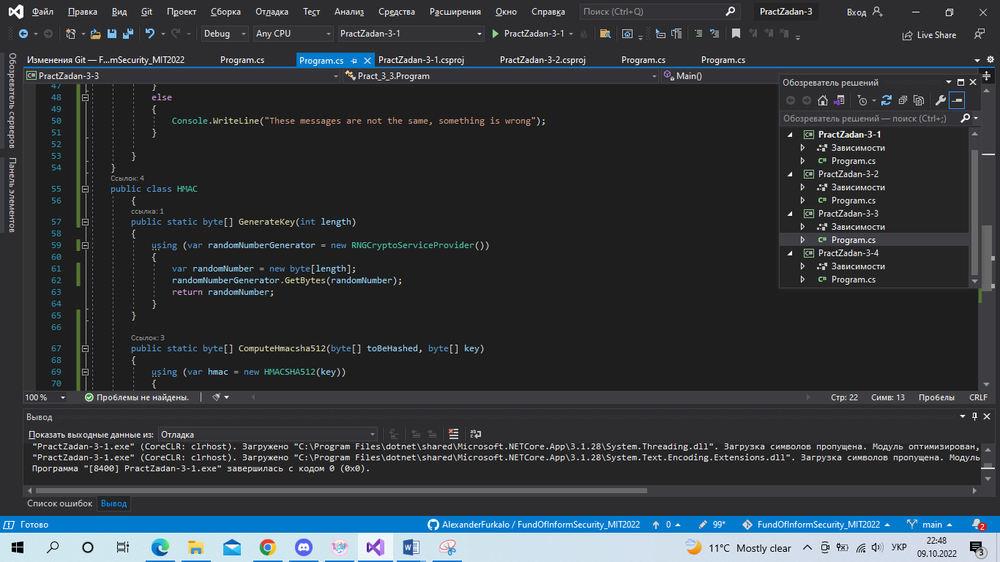 Файл Правка Вид Git Проект Сборка Отладка Тест Анализ Средства Расширения Окно Справка Поиск (Ctrl+Q) PractZadan-3 Вход
Debug Any CPU PractZadan-3-1 PractZadan-3-1 Live Share
Обозреватель серверов
Панель элементов
Изменения Git — F...mSecurity_MIT2022 Program.cs Program.cs PractZadan-3-1.csproj PractZadan-3-2.csproj Program.cs Program.cs
PractZadan-3-3 Pract_3_3.Program Main()
47 }
48 else
49 {
50 Console.WriteLine("These messages are not the same, something is wrong");
51 }
52
53 }
54 }
Ссылок: 4
55 public class HMAC
56 {
ссылка: 1
57 public static byte[] GenerateKey(int length)
58 {
59 using (var randomNumberGenerator = new RNGCryptoServiceProvider())
60 {
61 var randomNumber = new byte[length];
62 randomNumberGenerator.GetBytes(randomNumber);
63 return randomNumber;
64 }
65 }
66
Ссылок: 3
67 public static byte[] ComputeHmacsha512(byte[] toBeHashed, byte[] key)
68 {
69 using (var hmac = new HMACSHA512(key))
70 {
Обозреватель решений
Обозреватель решений — поиск (Ctrl+;)
PractZadan-3-1
Зависимости
C# Program.cs
PractZadan-3-2
Зависимости
C# Program.cs
PractZadan-3-3
Зависимости
C# Program.cs
PractZadan-3-4
Зависимости
C# Program.cs
100 % Проблемы не найдены. Стр: 22 Симв: 13 Пробелы CRLF
Вывод
Показать выходные данные из: Отладка
"PractZadan-3-1.exe" (CoreCLR: clrhost). Загружено "C:\Program Files\dotnet\shared\Microsoft.NETCore.App\3.1.28\System.Threading.dll". Загрузка символов пропущена. Модуль оптимизирован,
"PractZadan-3-1.exe" (CoreCLR: clrhost). Загружено "C:\Program Files\dotnet\shared\Microsoft.NETCore.App\3.1.28\System.Text.Encoding.Extensions.dll". Загрузка символов пропущена. Модуль
Программа "[8400] PractZadan-3-1.exe" завершилась с кодом 0 (0x0).
Список ошибок Вывод
Готово AlexanderFurkalo / FundOfInformSecurity_MIT2022 0 99* FundOfInformSecurity_MIT2022 main 2
11°C Mostly clear УКР 22:48
09.10.2022 3